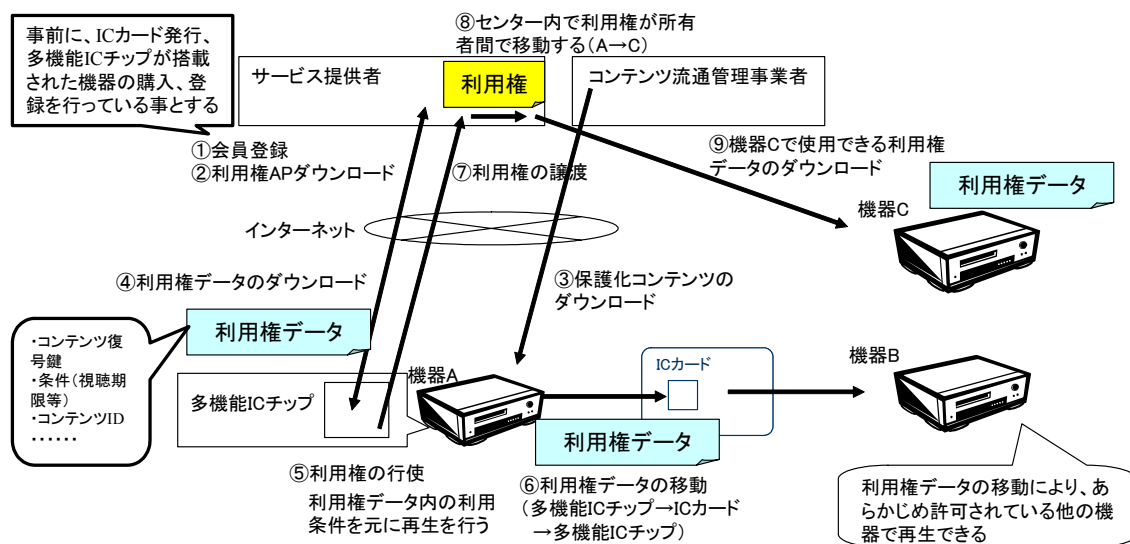 事前に、ICカード発行、
多機能ICチップが搭載
された機器の購入、登
録を行っている事とする
⑧センター内で利用権が所有
者間で移動する(A→C)
サービス提供者
利用権
コンテンツ流通管理事業者
①会員登録
②利用権APダウンロード
⑦利用権の譲渡
⑨機器Cで使用できる利用権
データのダウンロード
利用権データ
機器C
インターネット
③保護化コンテンツの
ダウンロード
④利用権データのダウンロード
利用権データ
・コンテンツ復
号鍵
・条件(視聴期
限等)
・コンテンツID
・・・・・・
多機能ICチップ
機器A
ICカード
機器B
利用権データ
⑤利用権の行使
利用権データ内の利用
条件を元に再生を行う
⑥利用権データの移動
(多機能ICチップ→ICカード
→多機能ICチップ)
利用権データの移動により、あ
らかじめ許可されている他の機
器で再生できる